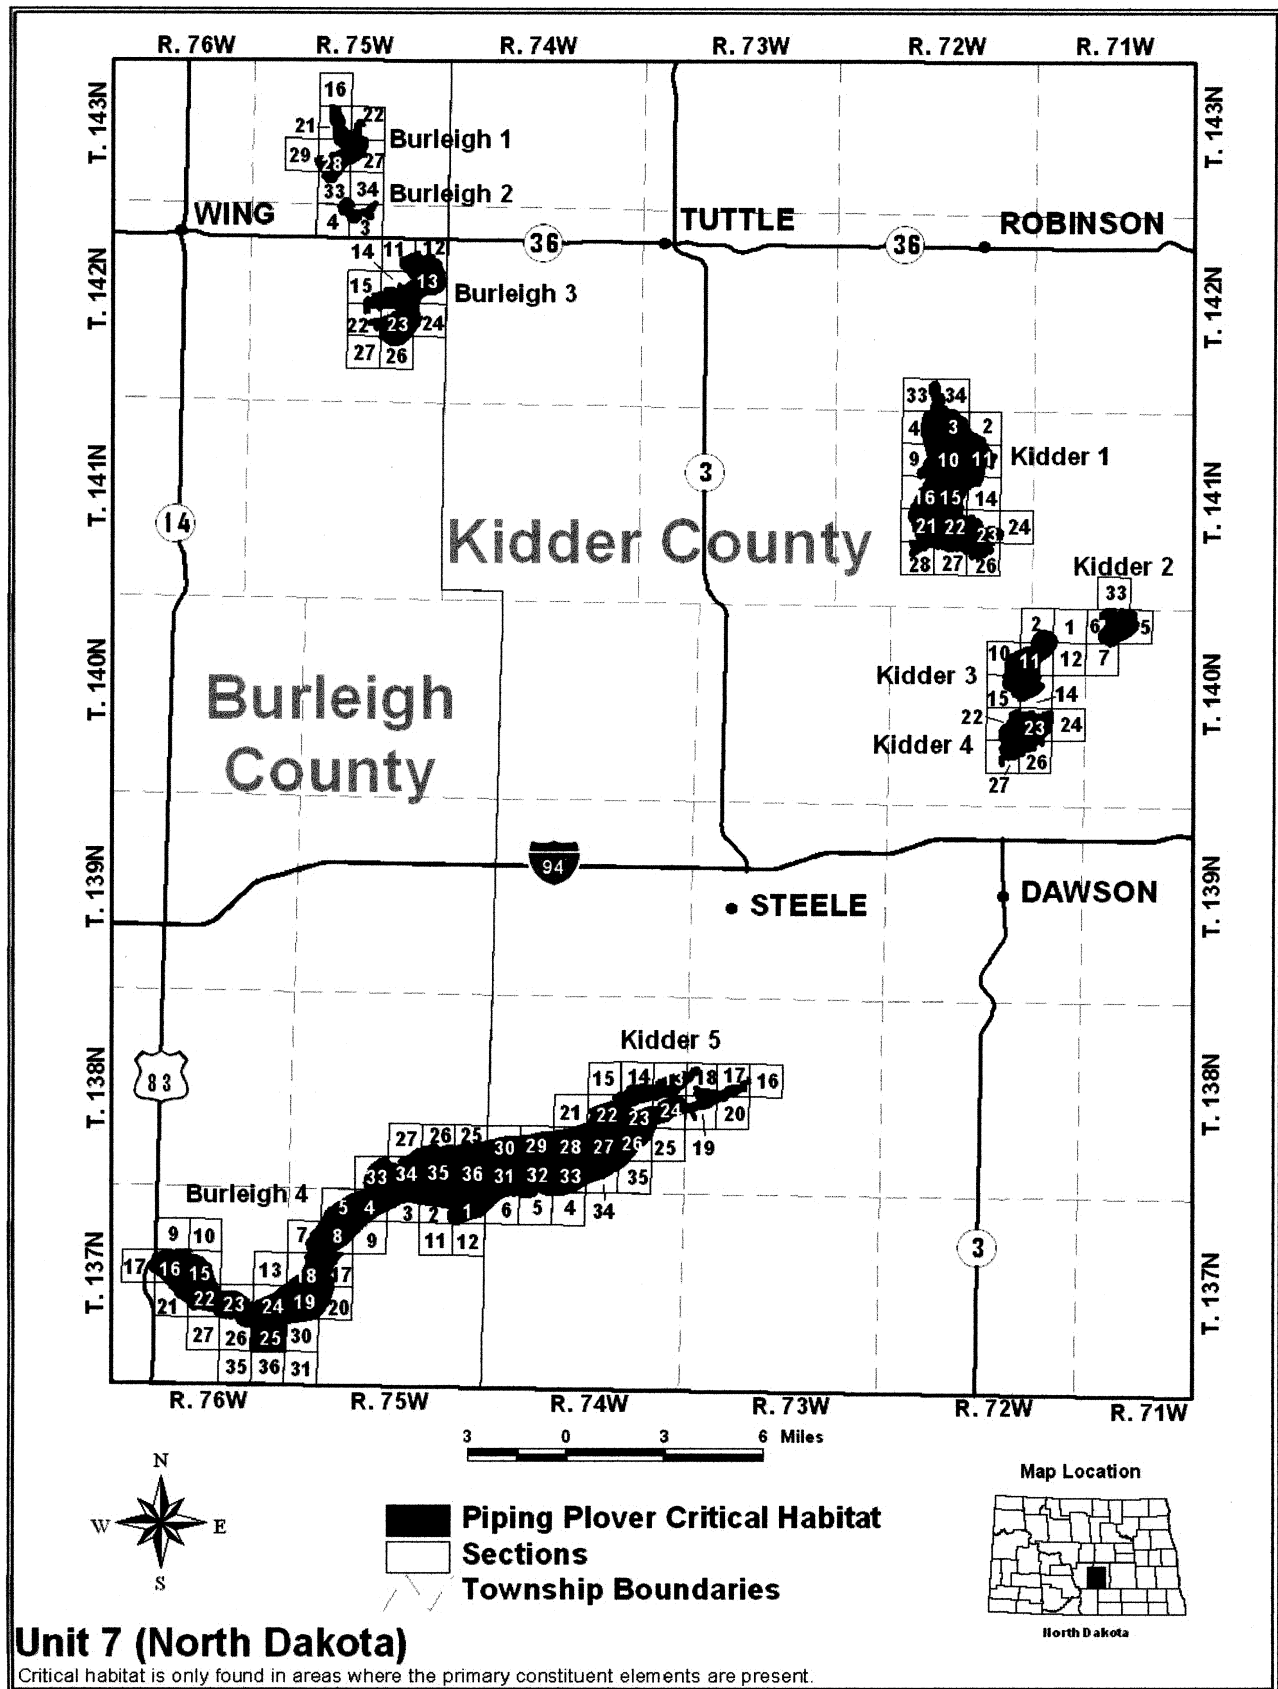 R. 76W R. 75W R. 74W R. 73W R. 72W R. 71W
T. 143N T. 143N
16
21 22
Burleigh 1
29 28 27
33 34 Burleigh 2
4 3
WING TUTTLE ROBINSON
36 36
14 11 12
T. 142N T. 142N
15 13 Burleigh 3
22 23 24
27 26
33 34
4 3 2
9 10 11 Kidder 1
3
T. 141N T. 141N
16 15 14
14
21 22 23 24
Kidder County
28 27 26
Kidder 2
33
2 1 6 5
10 11 12 7
T. 140N T. 140N
Kidder 3
15 14
Burleigh
County
22 23 24
Kidder 4
26
27
T. 139N T. 139N
94
STEELE DAWSON
Kidder 5
T. 138N T. 138N
83
15 14 13 18 17 16
21 22 23 24 20
27 26 25 30 29 28 27 26 25 19
33 34 35 36 31 32 33 35
Burleigh 4
5 4 3 2 1 6 5 4 34
9 10 7 8 9 11 12
3
T. 137N T. 137N
17 16 15 13 18 17
21 22 23 24 19 20
27 26 25 30
35 36 31
R. 76W R. 75W R. 74W R. 73W R. 72W R. 71W
3 0 3 6 Miles
N
W E
S
Map Location
Piping Plover Critical Habitat
Sections
Township Boundaries
North Dakota
Unit 7 (North Dakota)
Critical habitat is only found in areas where the primary constituent elements are present.